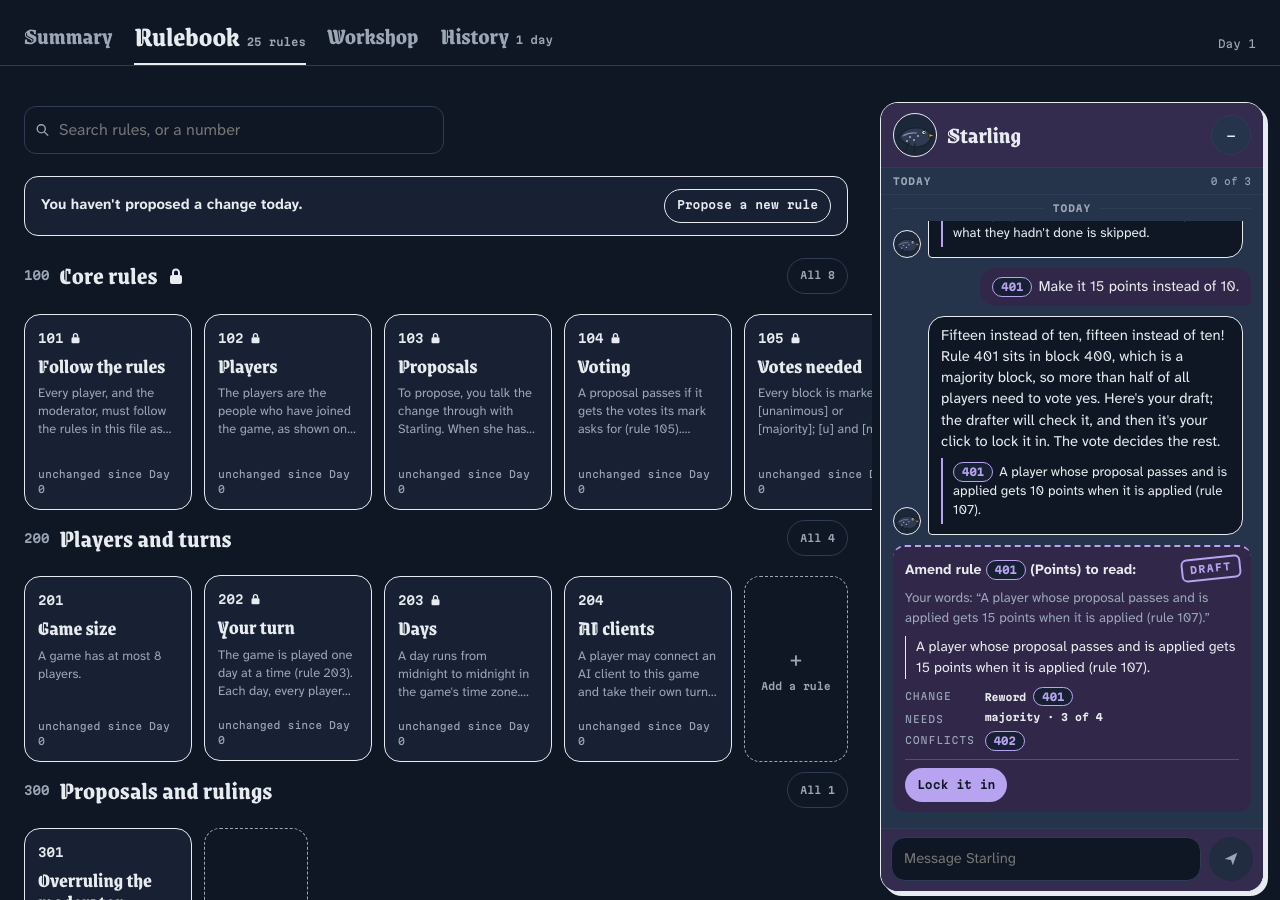 Summary
Rulebook 25 rules
Workshop
History 1 day
Day 1
Search rules, or a number
You haven't proposed a change today.
Propose a new rule
100 Core rules
All 8
101
Follow the rules
Every player, and the
moderator, must follow
the rules in this file as...
unchanged since Day
0
102
Players
The players are the
people who have joined
the game, as shown on...
unchanged since Day
0
103
Proposals
To propose, you talk the
change through with
Starling. When she has...
unchanged since Day
0
104
Voting
A proposal passes if it
gets the votes its mark
asks for (rule 105)....
unchanged since Day
0
105
Votes needed
Every block is marke
[unanimous] or
[majority]; [u] and [m
unchanged since D
0
200 Players and turns
All 4
201
Game size
A game has at most 8
players.
unchanged since Day
0
202
Your turn
The game is played one
day at a time (rule 203).
Each day, every player...
unchanged since Day
0
203
Days
A day runs from
midnight to midnight in
the game's time zone....
unchanged since Day
0
204
AI clients
A player may connect an
AI client to this game
and take their own turn...
unchanged since Day
0
+
Add a rule
300 Proposals and rulings
All 1
301
Overruling the
moderator
Starling
–
TODAY
0 of 3
TODAY
what they hadn't done is skipped.
401 Make it 15 points instead of 10.
Fifteen instead of ten, fifteen instead of ten!
Rule 401 sits in block 400, which is a
majority block, so more than half of all
players need to vote yes. Here's your draft;
the drafter will check it, and then it's your
click to lock it in. The vote decides the rest.
401 A player whose proposal passes and is
applied gets 10 points when it is applied (rule
107).
Amend rule 401 (Points) to read:
DRAFT
Your words: “A player whose proposal passes and is
applied gets 15 points when it is applied (rule 107).”
A player whose proposal passes and is applied gets
15 points when it is applied (rule 107).
CHANGE Reword 401
NEEDS majority · 3 of 4
CONFLICTS 402
Lock it in
Message Starling